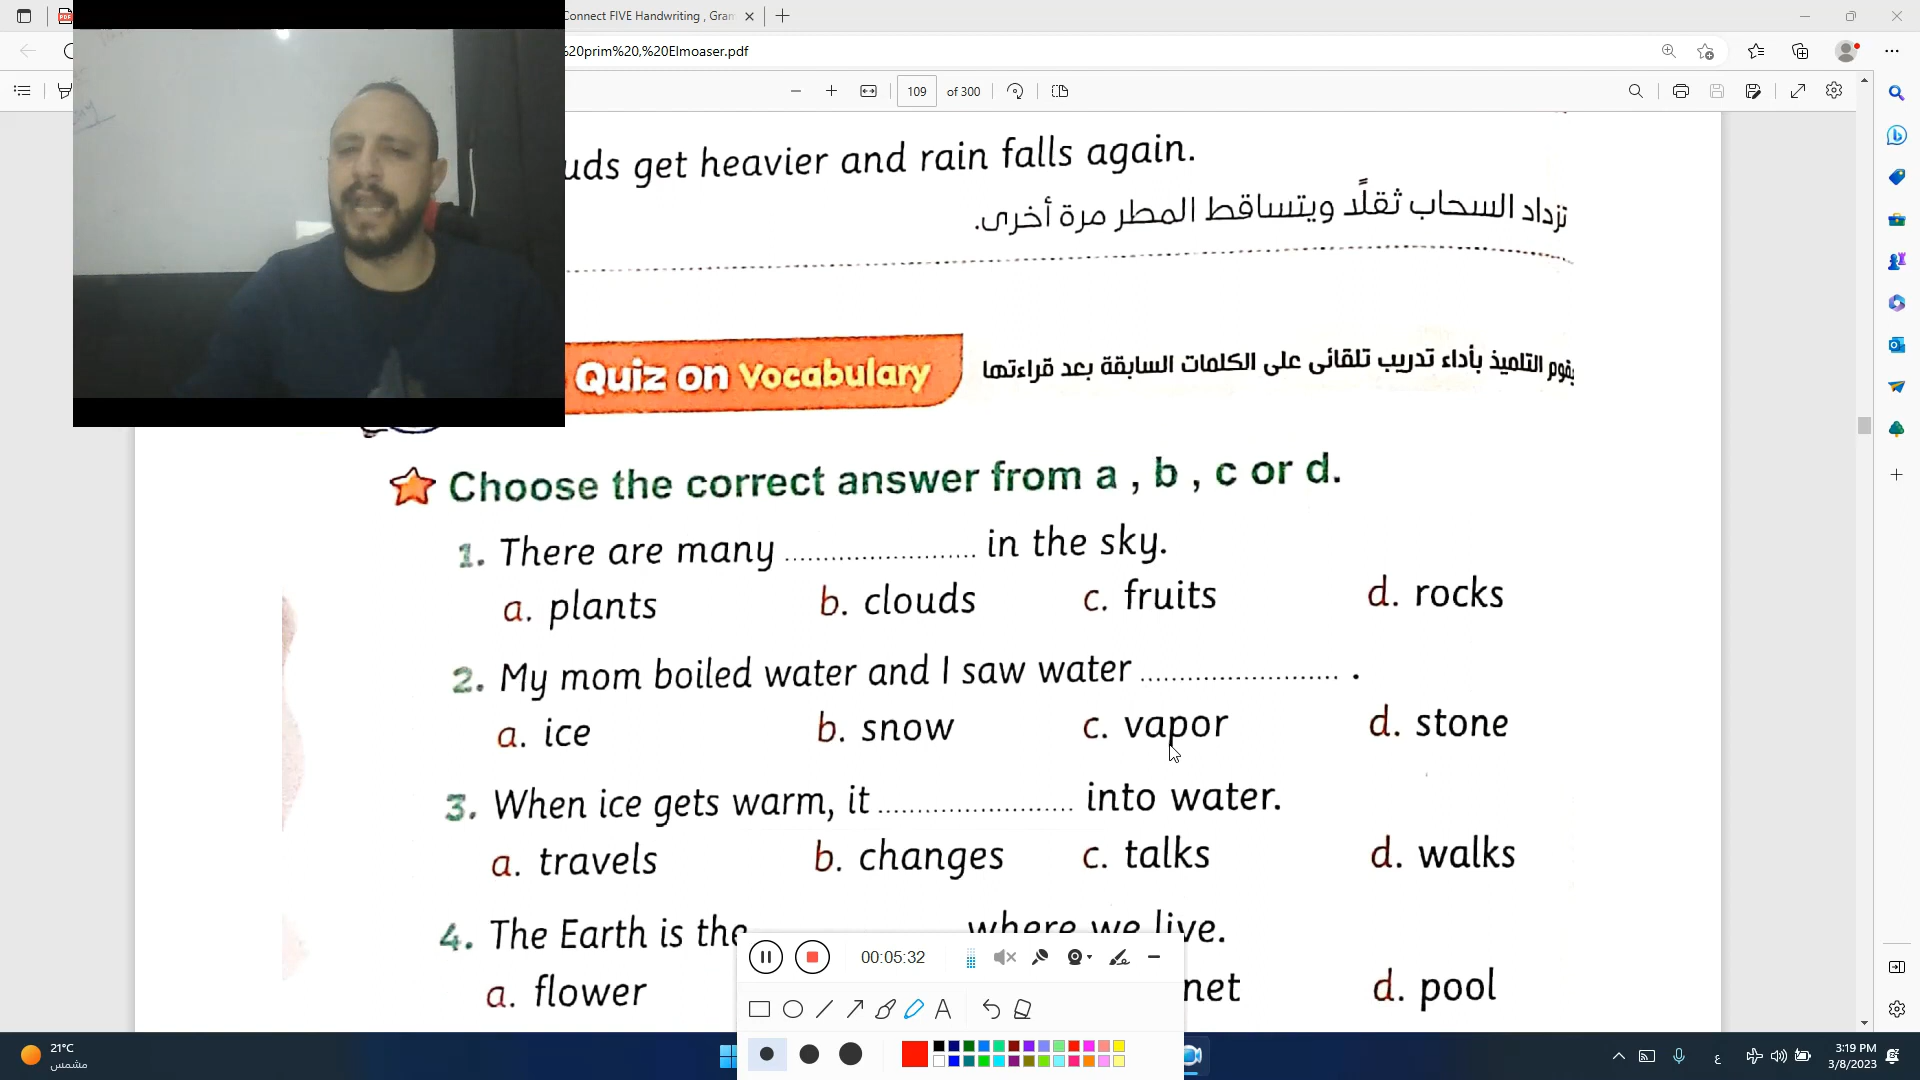 Connect FIVE Handwriting , Gram
%20prim%20,%20Elmoaser.pdf
109 of 300
uds get heavier and rain falls again.
تزداد السحاب ثقلًا ويتساقط المطر مرة أخرى.
Quiz on Vocabulary
يقوم التلميذ بأداء تدريب تلقائى على الكلمات السابقة بعد قراءتها
Choose the correct answer from a , b , c or d.
1. There are many ..................... in the sky.
a. plants b. clouds c. fruits d. rocks
2. My mom boiled water and I saw water ...................... .
a. ice b. snow c. vapor d. stone
3. When ice gets warm, it ...................... into water.
a. travels b. changes c. talks d. walks
4. The Earth is the where we live.
a. flower net d. pool
00:05:32
21°C
مشمس
ع
3:19 PM
3/8/2023